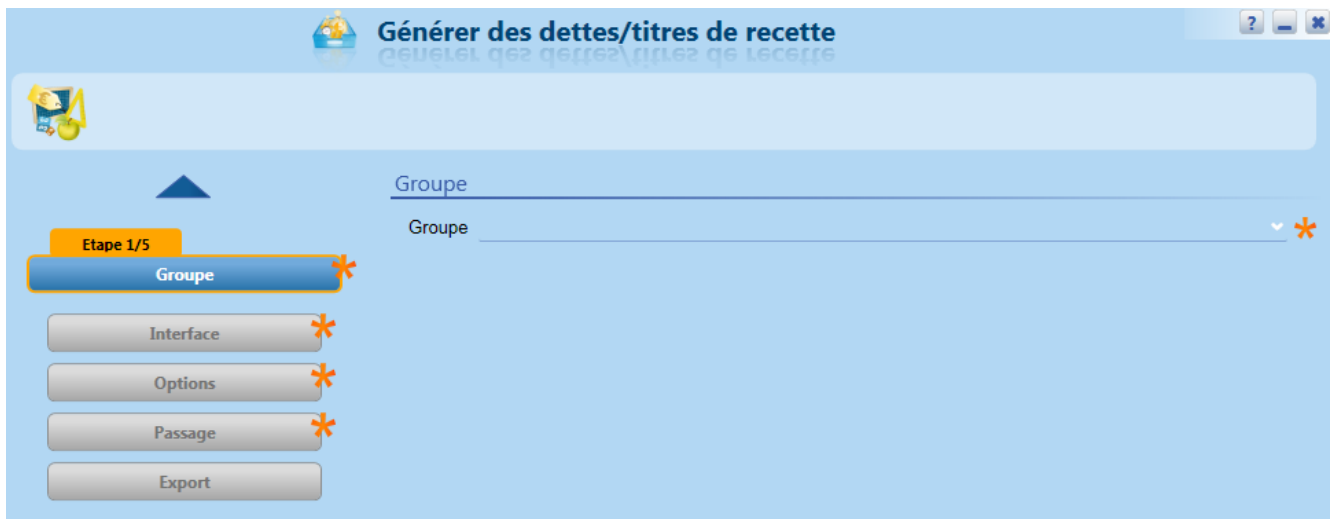 Générer des dettes/titres de recette
?
Groupe
Groupe
*
Etape 1/5
Groupe *
Interface *
Options *
Passage *
Export